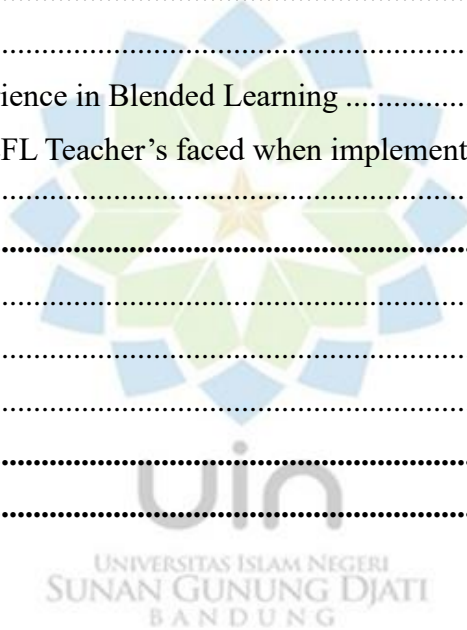 ........................................................
ience in Blended Learning ...............
FL Teacher’s faced when implement
........................................................
........................................................
........................................................
........................................................
........................................................
........................................................
........................................................
uin
UNIVERSITAS ISLAM NEGERI
SUNAN GUNUNG DJATI
BANDUNG